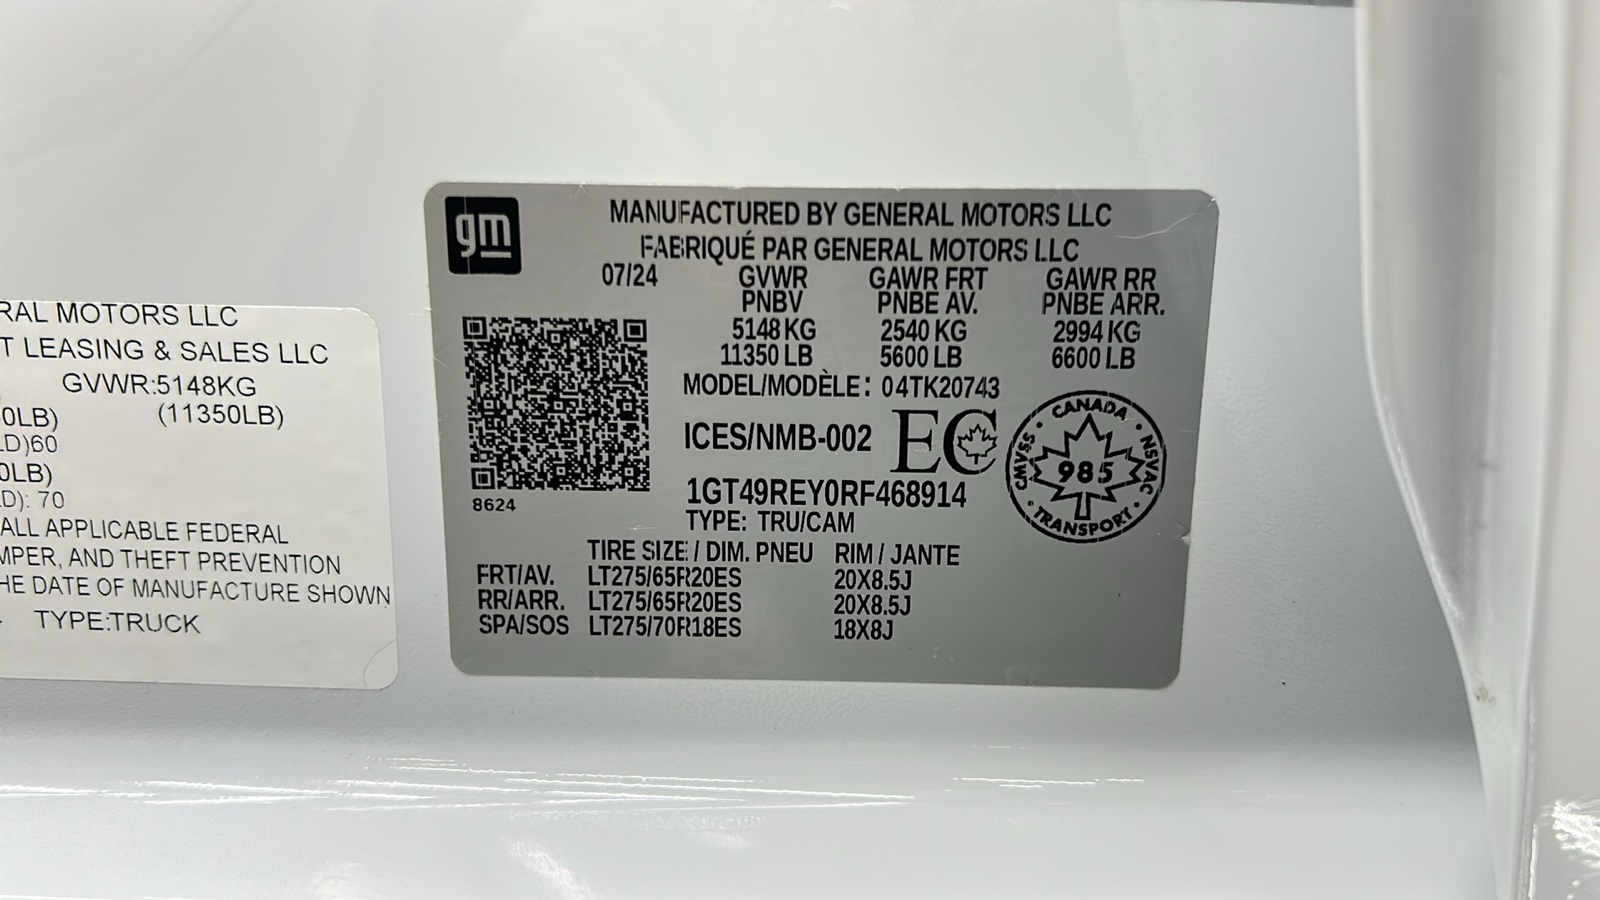 RAL MOTORS LLC
T LEASING & SALES LLC
GVWR:5148KG
0LB) (11350LB)
LD)60
0LB)
LD): 70
ALL APPLICABLE FEDERAL
MPER, AND THEFT PREVENTION
HE DATE OF MANUFACTURE SHOWN
TYPE:TRUCK
gm
MANUFACTURED BY GENERAL MOTORS LLC
FABRIQUÉ PAR GENERAL MOTORS LLC
07/24 GVWR GAWR FRT GAWR RR
PNBV PNBE AV. PNBE ARR.
5148 KG 2540 KG 2994 KG
11350 LB 5600 LB 6600 LB
MODEL/MODÈLE: 04TK20743
ICES/NMB-002 EC
CANADA
CMVSS 985 NSVAC
TRANSPORT
8624
1GT49REY0RF468914
TYPE: TRU/CAM
TIRE SIZE / DIM. PNEU RIM / JANTE
FRT/AV. LT275/65R20ES 20X8.5J
RR/ARR. LT275/65R20ES 20X8.5J
SPA/SOS LT275/70R18ES 18X8J